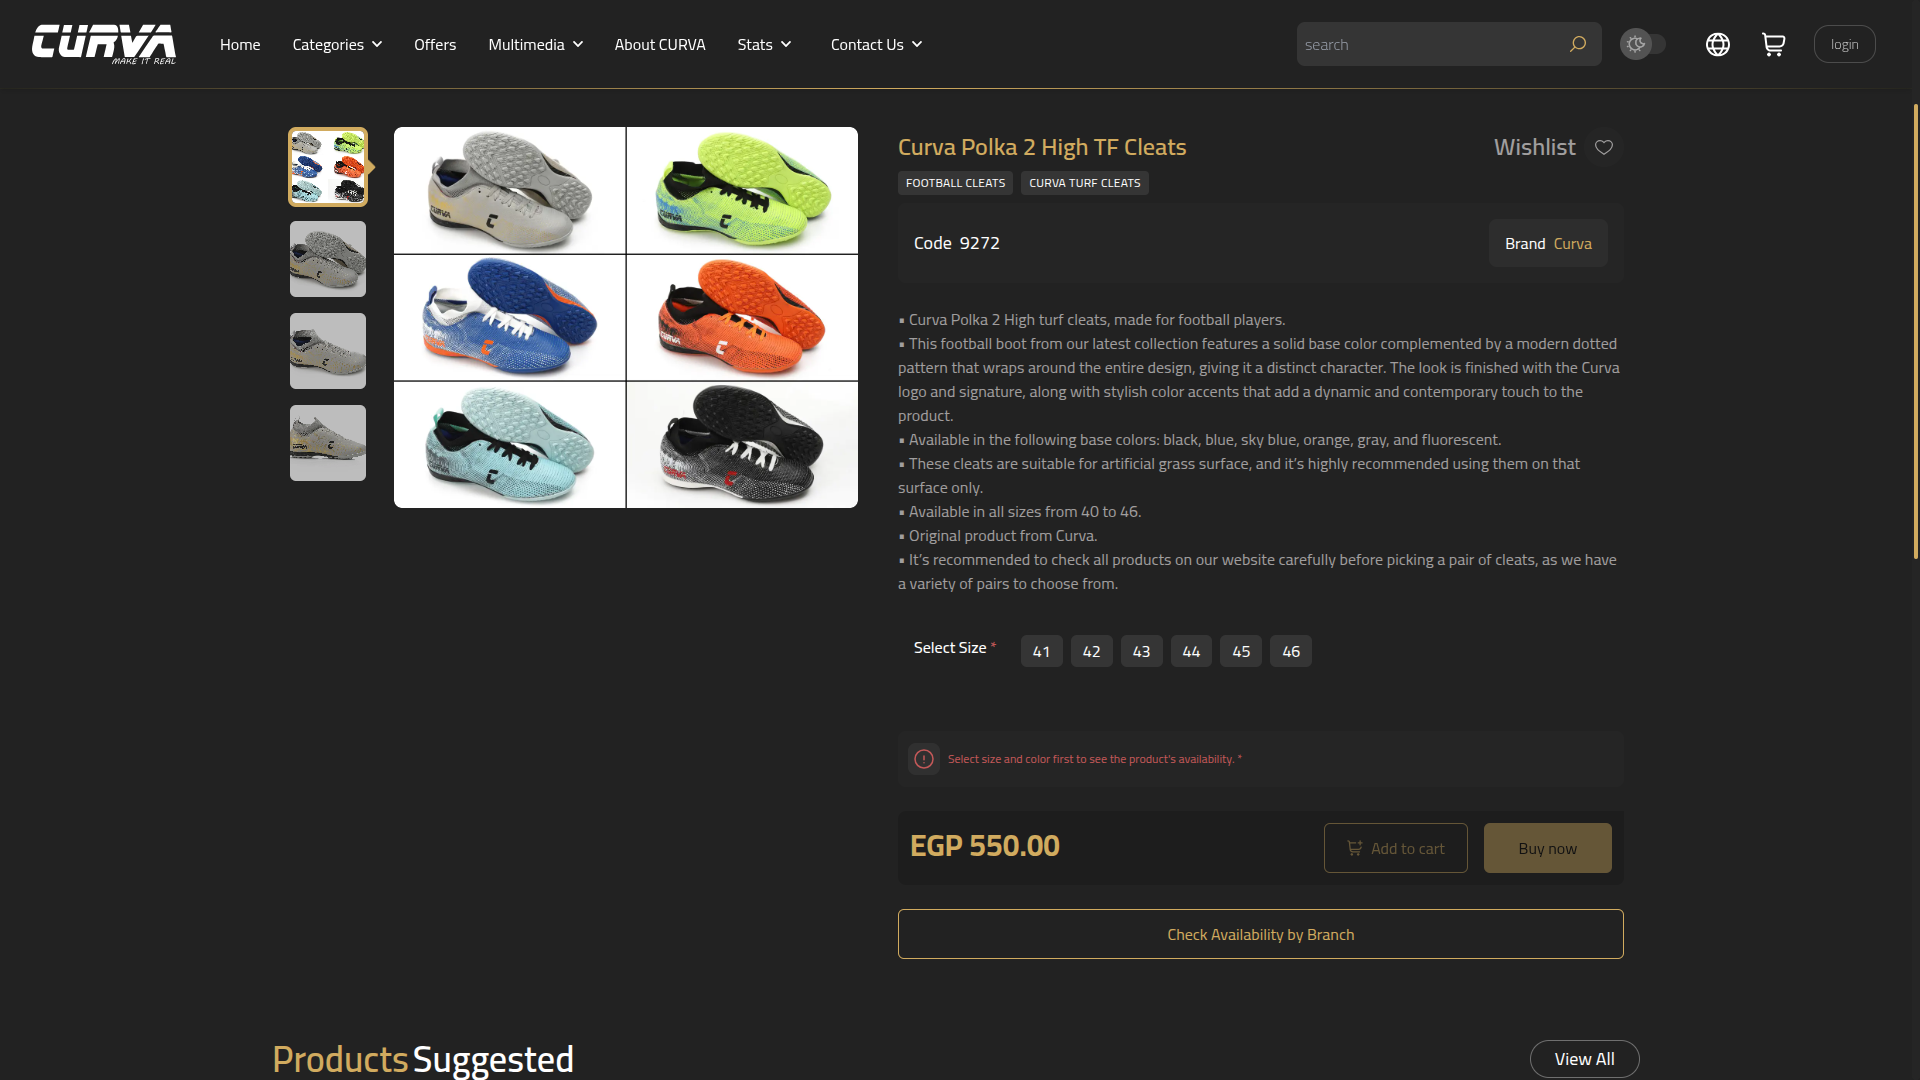 CURVA
MAKE IT REAL
Home
Categories
Offers
Multimedia
About CURVA
Stats
Contact Us
search
login
Curva Polka 2 High TF Cleats
Wishlist
FOOTBALL CLEATS
CURVA TURF CLEATS
Code 9272
Brand Curva
▪ Curva Polka 2 High turf cleats, made for football players.
▪ This football boot from our latest collection features a solid base color complemented by a modern dotted
pattern that wraps around the entire design, giving it a distinct character. The look is finished with the Curva
logo and signature, along with stylish color accents that add a dynamic and contemporary touch to the
product.
▪ Available in the following base colors: black, blue, sky blue, orange, gray, and fluorescent.
▪ These cleats are suitable for artificial grass surface, and it’s highly recommended using them on that
surface only.
▪ Available in all sizes from 40 to 46.
▪ Original product from Curva.
▪ It’s recommended to check all products on our website carefully before picking a pair of cleats, as we have
a variety of pairs to choose from.
Select Size *
41
42
43
44
45
46
Select size and color first to see the product's availability. *
EGP 550.00
Add to cart
Buy now
Check Availability by Branch
Products Suggested
View All